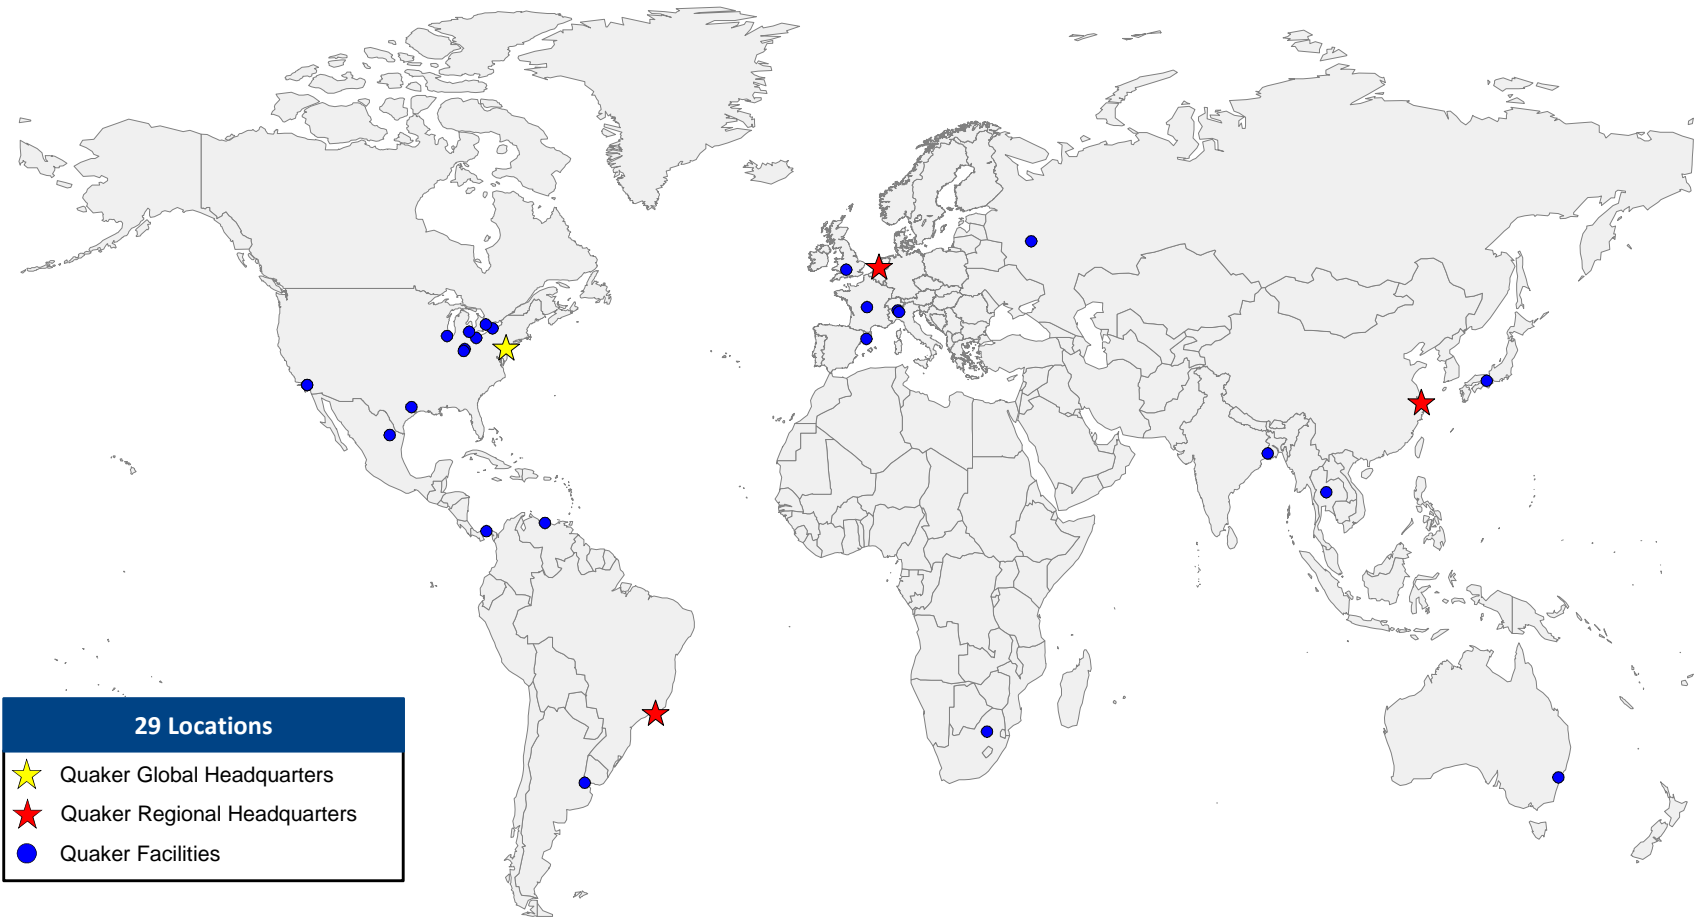 29 Locations
Quaker Global Headquarters
Quaker Regional Headquarters
Quaker Facilities